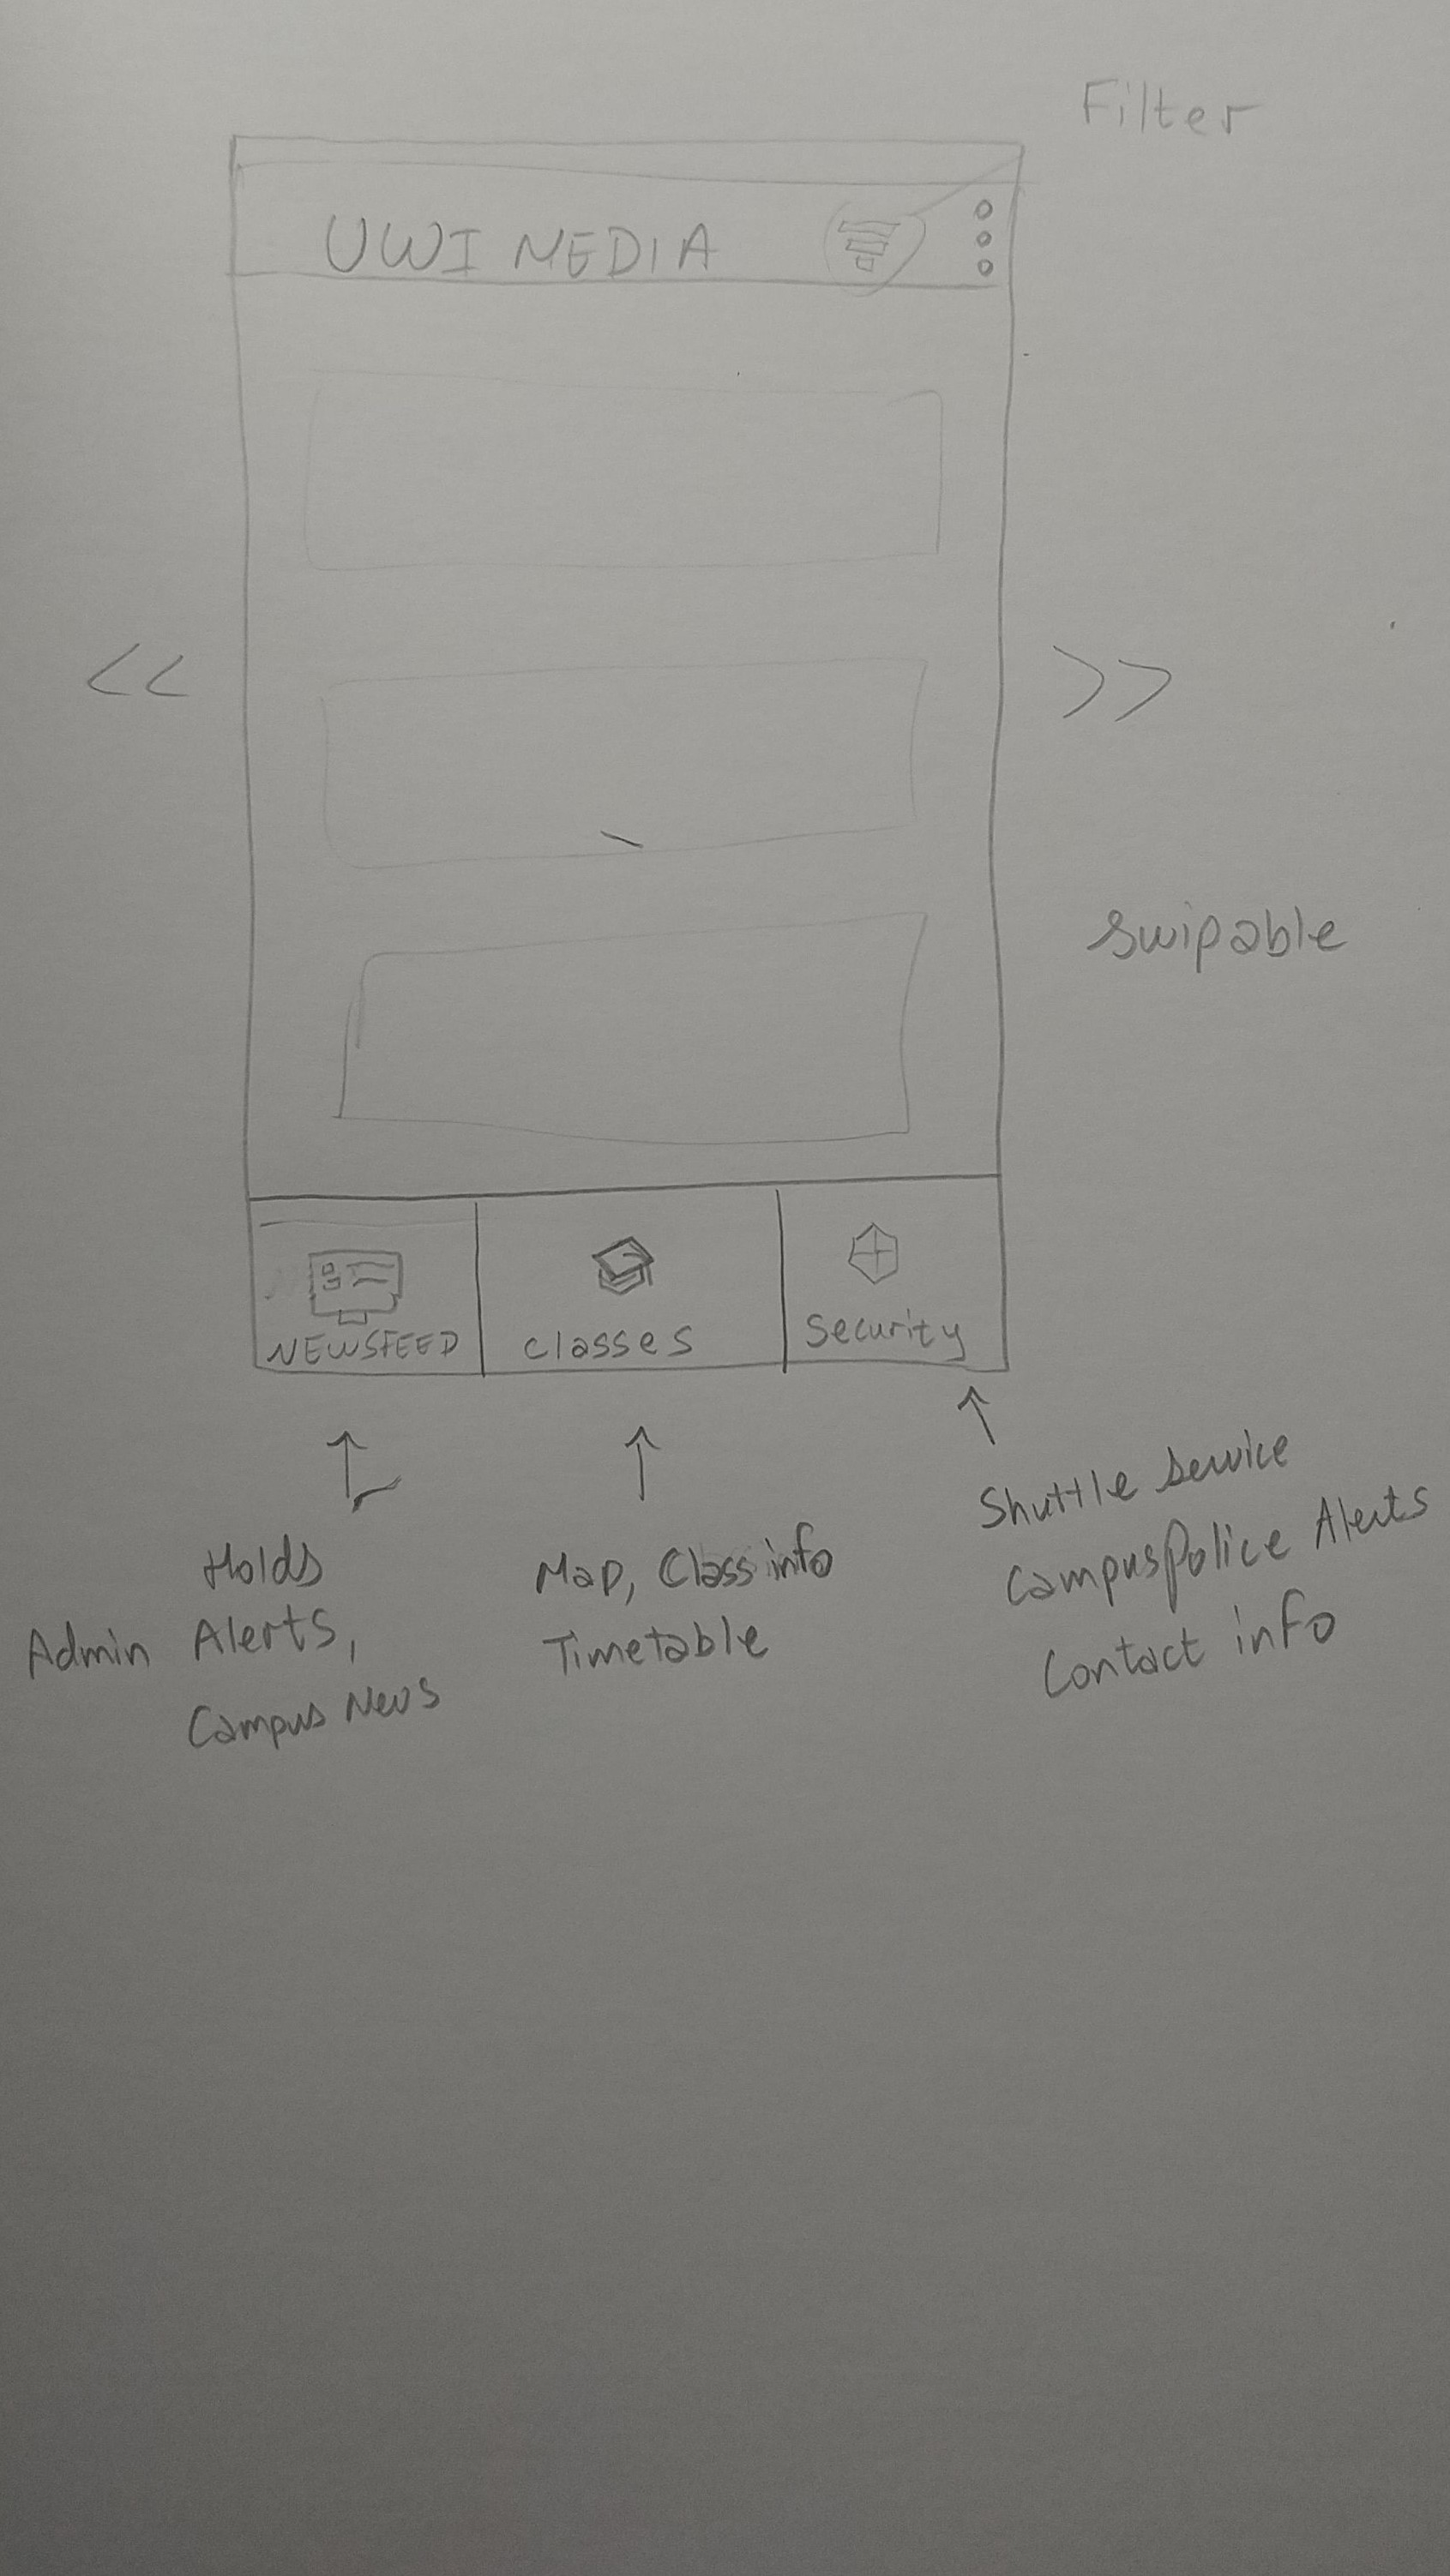 Filter
UWI MEDIA
<< >>
swipable
NEWSFEED
classes
Security
Holds
Admin Alerts,
Campus News
Map, Class info
Timetable
Shuttle Service
Campus Police Alerts
Contact info